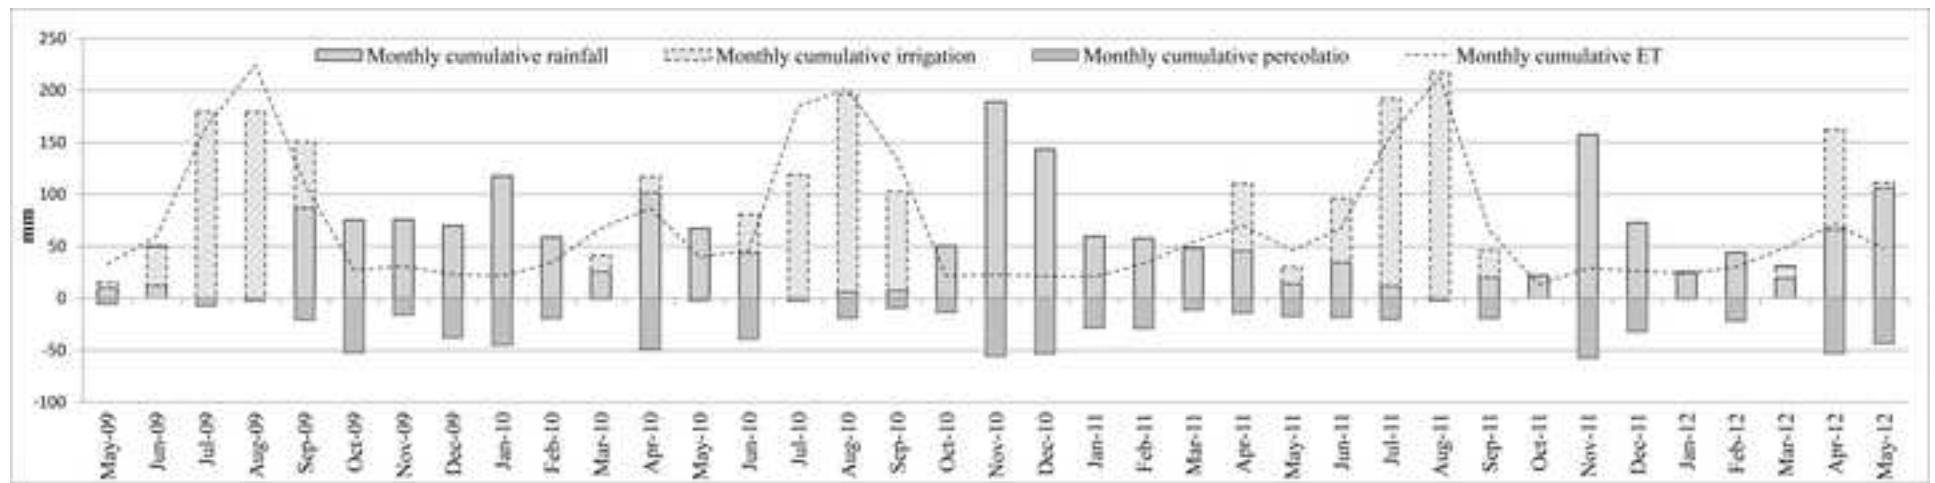 250
Monthly cumulative rainfall Monthly cumulative irrigation Monthly cumulative percolatio Monthly cumulative ET
200
150
100
50
0
-50
-100
mm
May-09 Jun-09 Jul-09 Aug-09 Sep-09 Oct-09 Nov-09 Dec-09 Jan-10 Feb-10 Mar-10 Apr-10 May-10 Jun-10 Jul-10 Aug-10 Sep-10 Oct-10 Nov-10 Dec-10 Jan-11 Feb-11 Mar-11 Apr-11 May-11 Jun-11 Jul-11 Aug-11 Sep-11 Oct-11 Nov-11 Dec-11 Jan-12 Feb-12 Mar-12 Apr-12 May-12